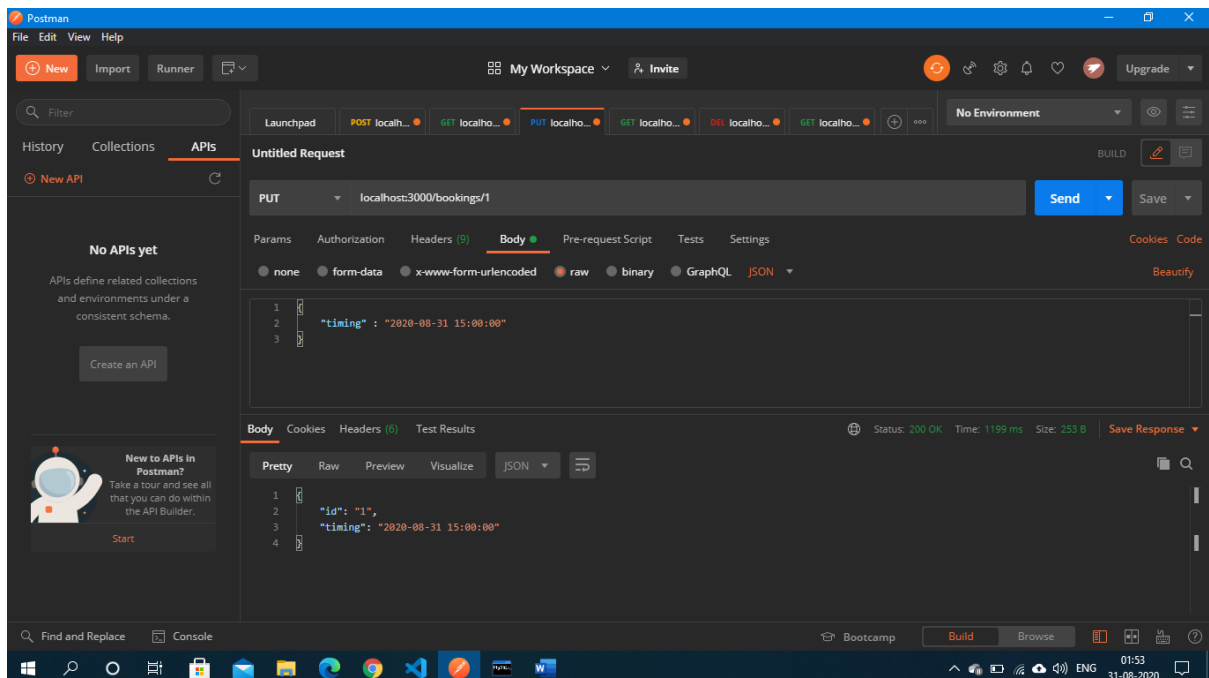 Postman
File Edit View Help
New Import Runner My Workspace Invite Upgrade
Filter
Launchpad POST localh... GET localho... PUT localho... GET localho... DEL localho... GET localho... No Environment
History Collections APIs
Untitled Request BUILD
New API
PUT localhost:3000/bookings/1 Send Save
Params Authorization Headers (9) Body Pre-request Script Tests Settings Cookies Code
none form-data x-www-form-urlencoded raw binary GraphQL JSON Beautify
No APIs yet
APIs define related collections
and environments under a
consistent schema.
Create an API
1 {
2 "timing" : "2020-08-31 15:00:00"
3 }
Body Cookies Headers (6) Test Results Status: 200 OK Time: 1199 ms Size: 253 B Save Response
Pretty Raw Preview Visualize JSON
1 {
2 "id": "1",
3 "timing": "2020-08-31 15:00:00"
4 }
New to APIs in
Postman?
Take a tour and see all
that you can do within
the API Builder.
Start
Find and Replace Console Bootcamp Build Browse
ENG 01:53
31-08-2020